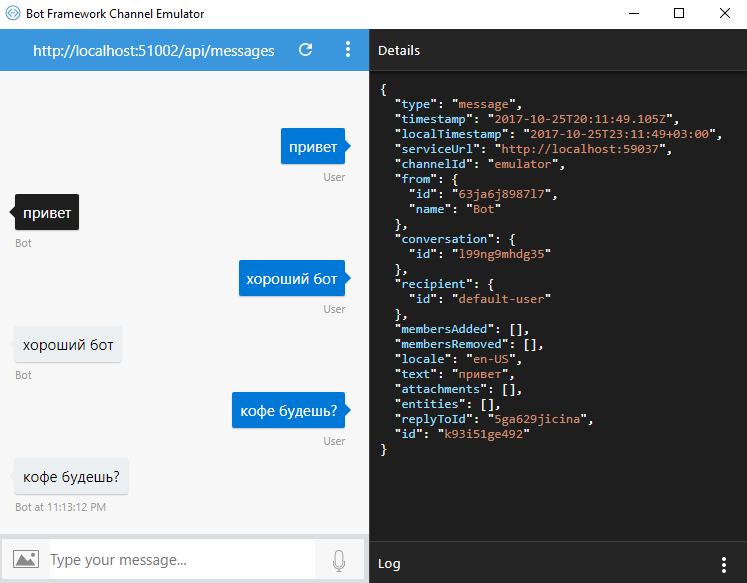 Bot Framework Channel Emulator
http://localhost:51002/api/messages
привет
User
привет
Bot
хороший бот
User
хороший бот
Bot
кофе будешь?
User
кофе будешь?
Bot at 11:13:12 PM
Type your message...
Details
{
"type": "message",
"timestamp": "2017-10-25T20:11:49.105Z",
"localTimestamp": "2017-10-25T23:11:49+03:00",
"serviceUrl": "http://localhost:59037",
"channelId": "emulator",
"from": {
"id": "63ja6j8987l7",
"name": "Bot"
},
"conversation": {
"id": "l99ng9mhdg35"
},
"recipient": {
"id": "default-user"
},
"membersAdded": [],
"membersRemoved": [],
"locale": "en-US",
"text": "привет",
"attachments": [],
"entities": [],
"replyToId": "5ga629jicina",
"id": "k93i51ge492"
}
Log